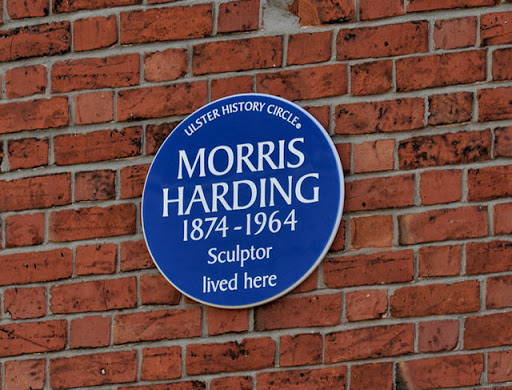 ULSTER HISTORY CIRCLE
MORRIS
HARDING
1874-1964
Sculptor
lived here